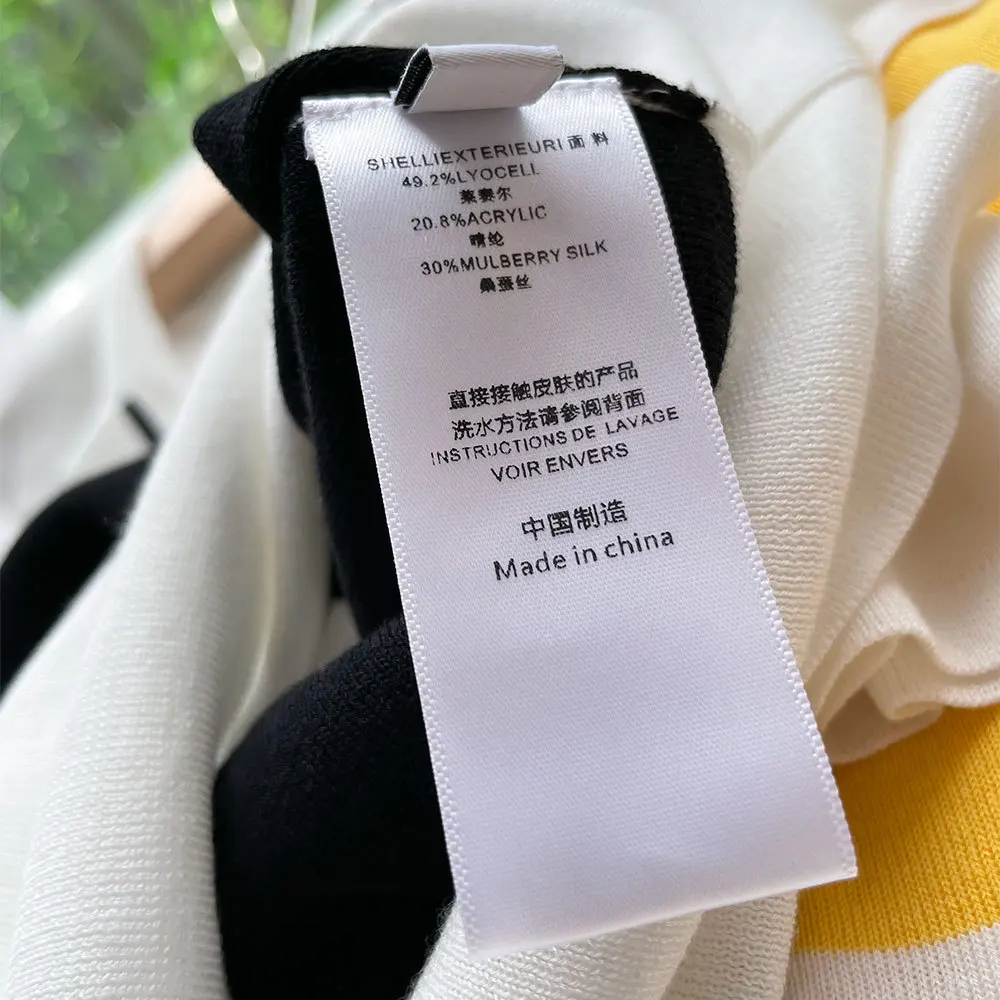 SHELLIEXTERIEURI面料
49.2%LYOCELL
莱赛尔
20.8%ACRYLIC
晴纶
30%MULBERRY SILK
桑蚕丝
直接接触皮肤的产品
洗水方法请参阅背面
INSTRUCTIONS DE LAVAGE
VOIR ENVERS
中国制造
Made in china